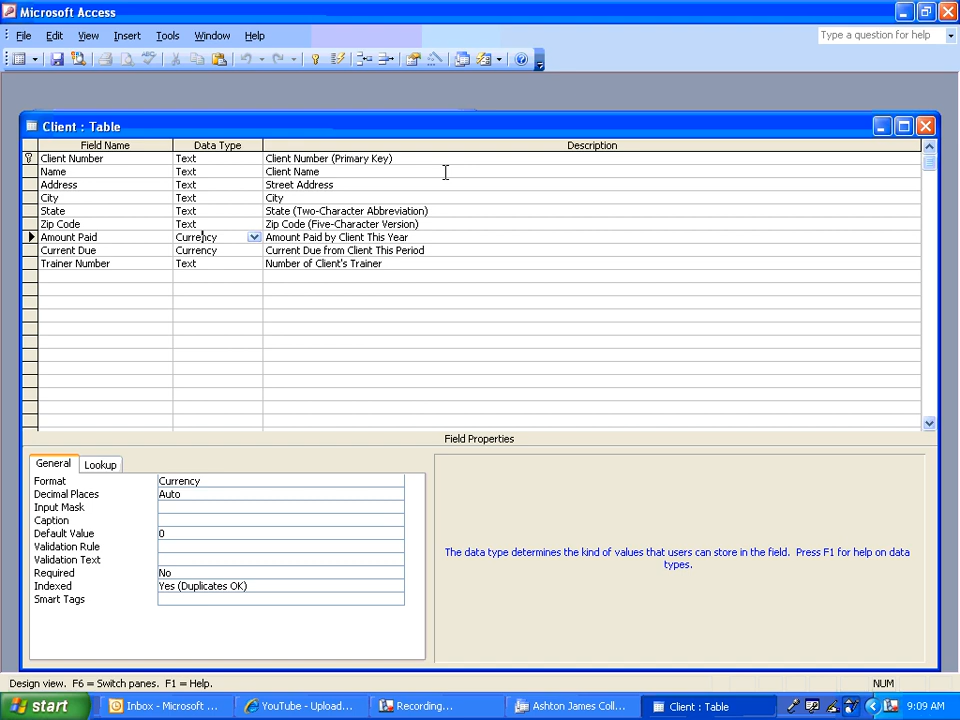 Microsoft Access
File Edit View Insert Tools Window Help Type a question for help
Client : Table
Field Name Data Type Description
Client Number Text Client Number (Primary Key)
Name Text Client Name
Address Text Street Address
City Text City
State Text State (Two-Character Abbreviation)
Zip Code Text Zip Code (Five-Character Version)
Amount Paid Currency Amount Paid by Client This Year
Current Due Currency Current Due from Client This Period
Trainer Number Text Number of Client's Trainer
Field Properties
General Lookup
Format Currency
Decimal Places Auto
Input Mask
Caption
Default Value 0
Validation Rule
Validation Text
Required No
Indexed Yes (Duplicates OK)
Smart Tags
The data type determines the kind of values that users can store in the field. Press F1 for help on data
types.
Design view. F6 = Switch panes. F1 = Help. NUM
start Inbox - Microsoft ... YouTube - Upload... Recording... Ashton James Coll... Client : Table 9:09 AM